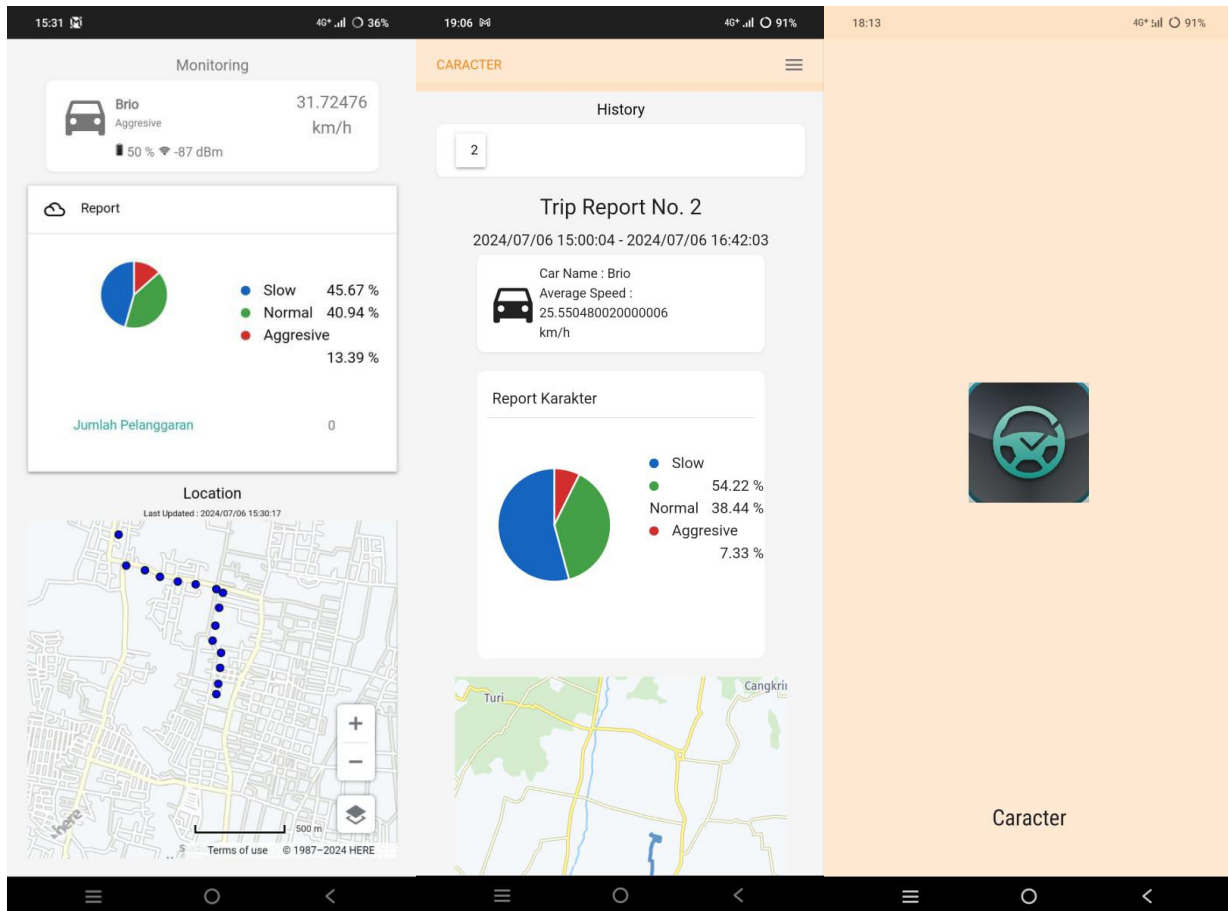 15:31
4G+ 36%
Monitoring
Brio
Aggresive
31.72476
km/h
50 % -87 dBm
Report
Slow 45.67 %
Normal 40.94 %
Aggresive
13.39 %
Jumlah Pelanggaran 0
Location
Last Updated : 2024/07/06 15:30:17
+
−
500 m
here
Terms of use © 1987–2024 HERE
19:06
4G+ 91%
CARACTER
History
2
Trip Report No. 2
2024/07/06 15:00:04 - 2024/07/06 16:42:03
Car Name : Brio
Average Speed :
25.550480020000006
km/h
Report Karakter
Slow
54.22 %
Normal 38.44 %
Aggresive
7.33 %
Turi
Cangkri
18:13
4G+ 91%
Caracter